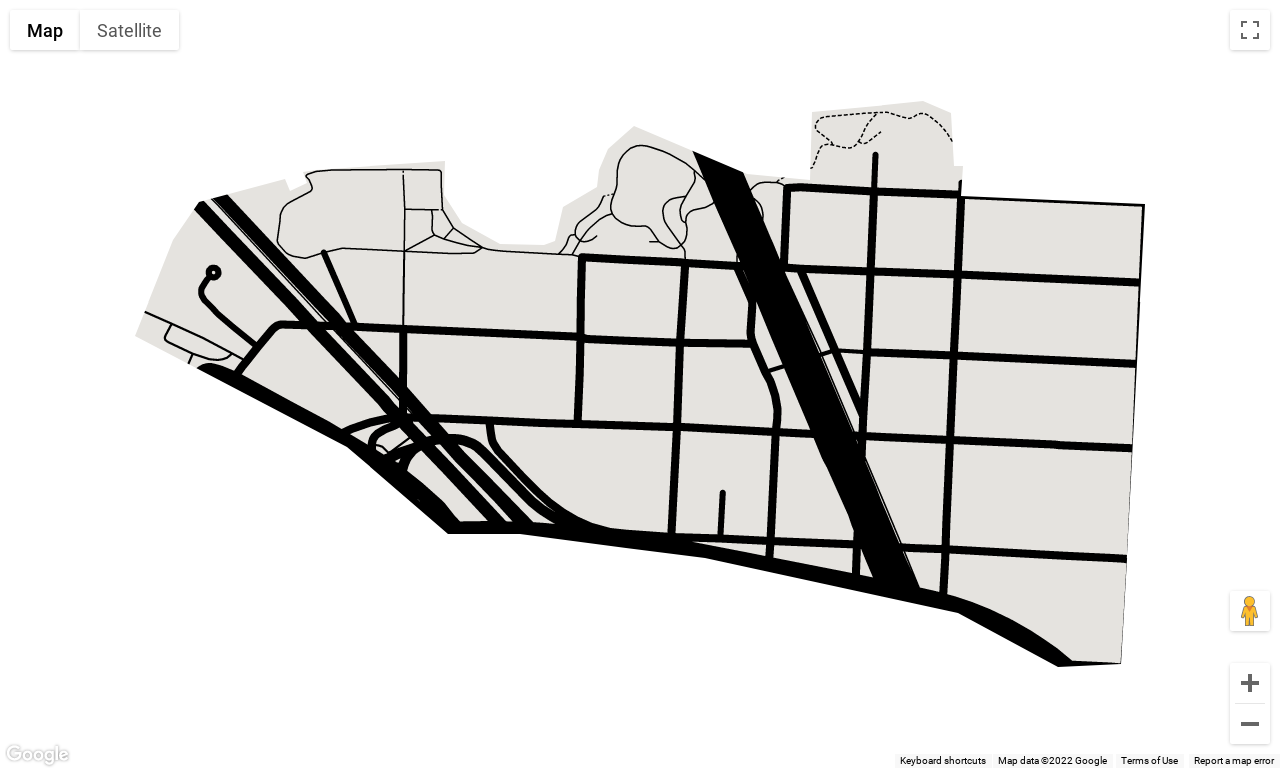 Map
Satellite
Google
Keyboard shortcuts
Map data ©2022 Google
Terms of Use
Report a map error